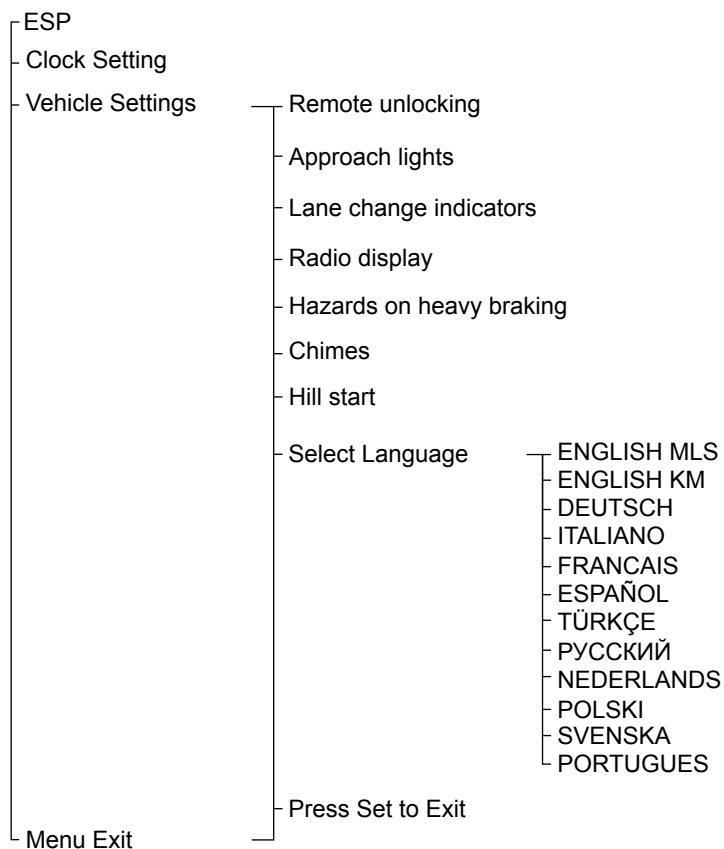 ESP
Clock Setting
Vehicle Settings
Remote unlocking
Approach lights
Lane change indicators
Radio display
Hazards on heavy braking
Chimes
Hill start
Select Language
ENGLISH MLS
ENGLISH KM
DEUTSCH
ITALIANO
FRANCAIS
ESPAÑOL
TÜRKÇE
РУССКИЙ
NEDERLANDS
POLSKI
SVENSKA
PORTUGUES
Press Set to Exit
Menu Exit